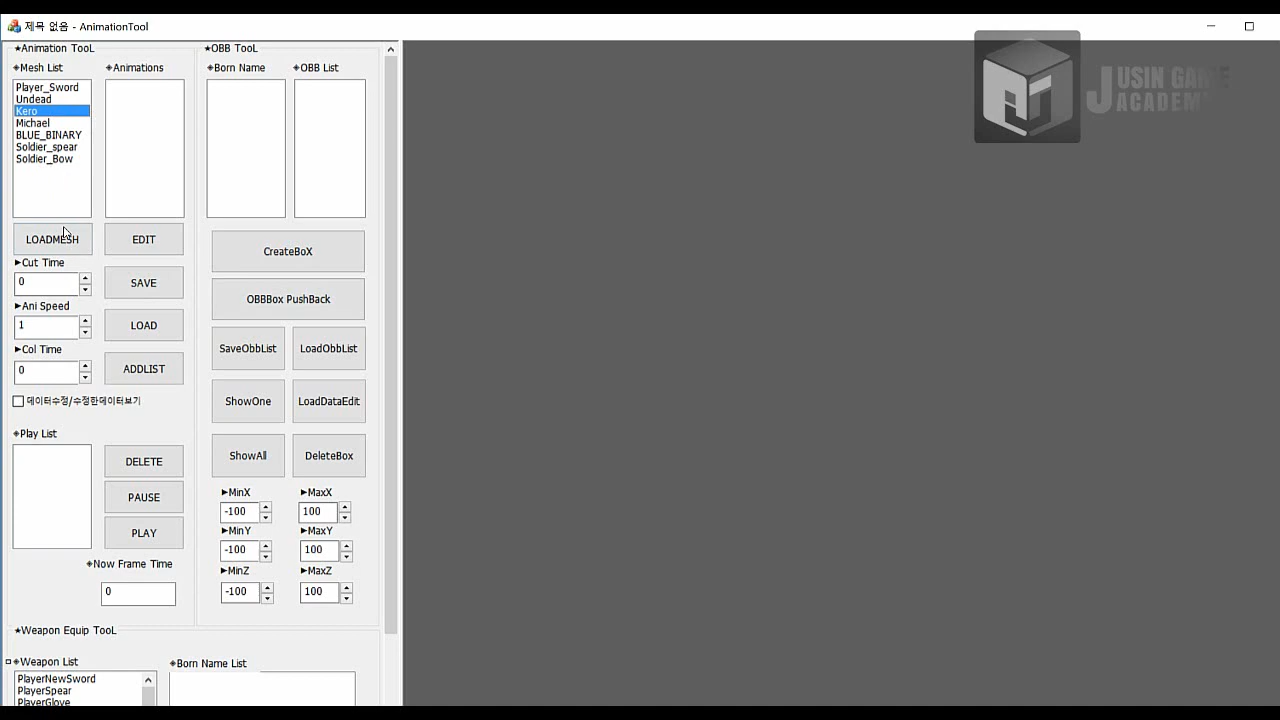 제목 없음 - AnimationTool
★Animation TooL
★OBB TooL
◈Mesh List
◈Animations
◈Born Name
◈OBB List
Player_Sword
Undead
Kero
Michael
BLUE_BINARY
Soldier_spear
Soldier_Bow
LOADMESH
EDIT
CreateBoX
▶Cut Time
0
SAVE
OBBBox PushBack
▶Ani Speed
1
LOAD
SaveObbList
LoadObbList
▶Col Time
0
ADDLIST
ShowOne
LoadDataEdit
데이터수정/수정한데이터보기
◈Play List
DELETE
ShowAll
DeleteBox
PAUSE
▶MinX
▶MaxX
-100
100
PLAY
▶MinY
▶MaxY
-100
100
◈Now Frame Time
▶MinZ
▶MaxZ
0
-100
100
★Weapon Equip TooL
◈Weapon List
◈Born Name List
PlayerNewSword
PlayerSpear
PlayerGlove
JUSIN GAME
ACADEM